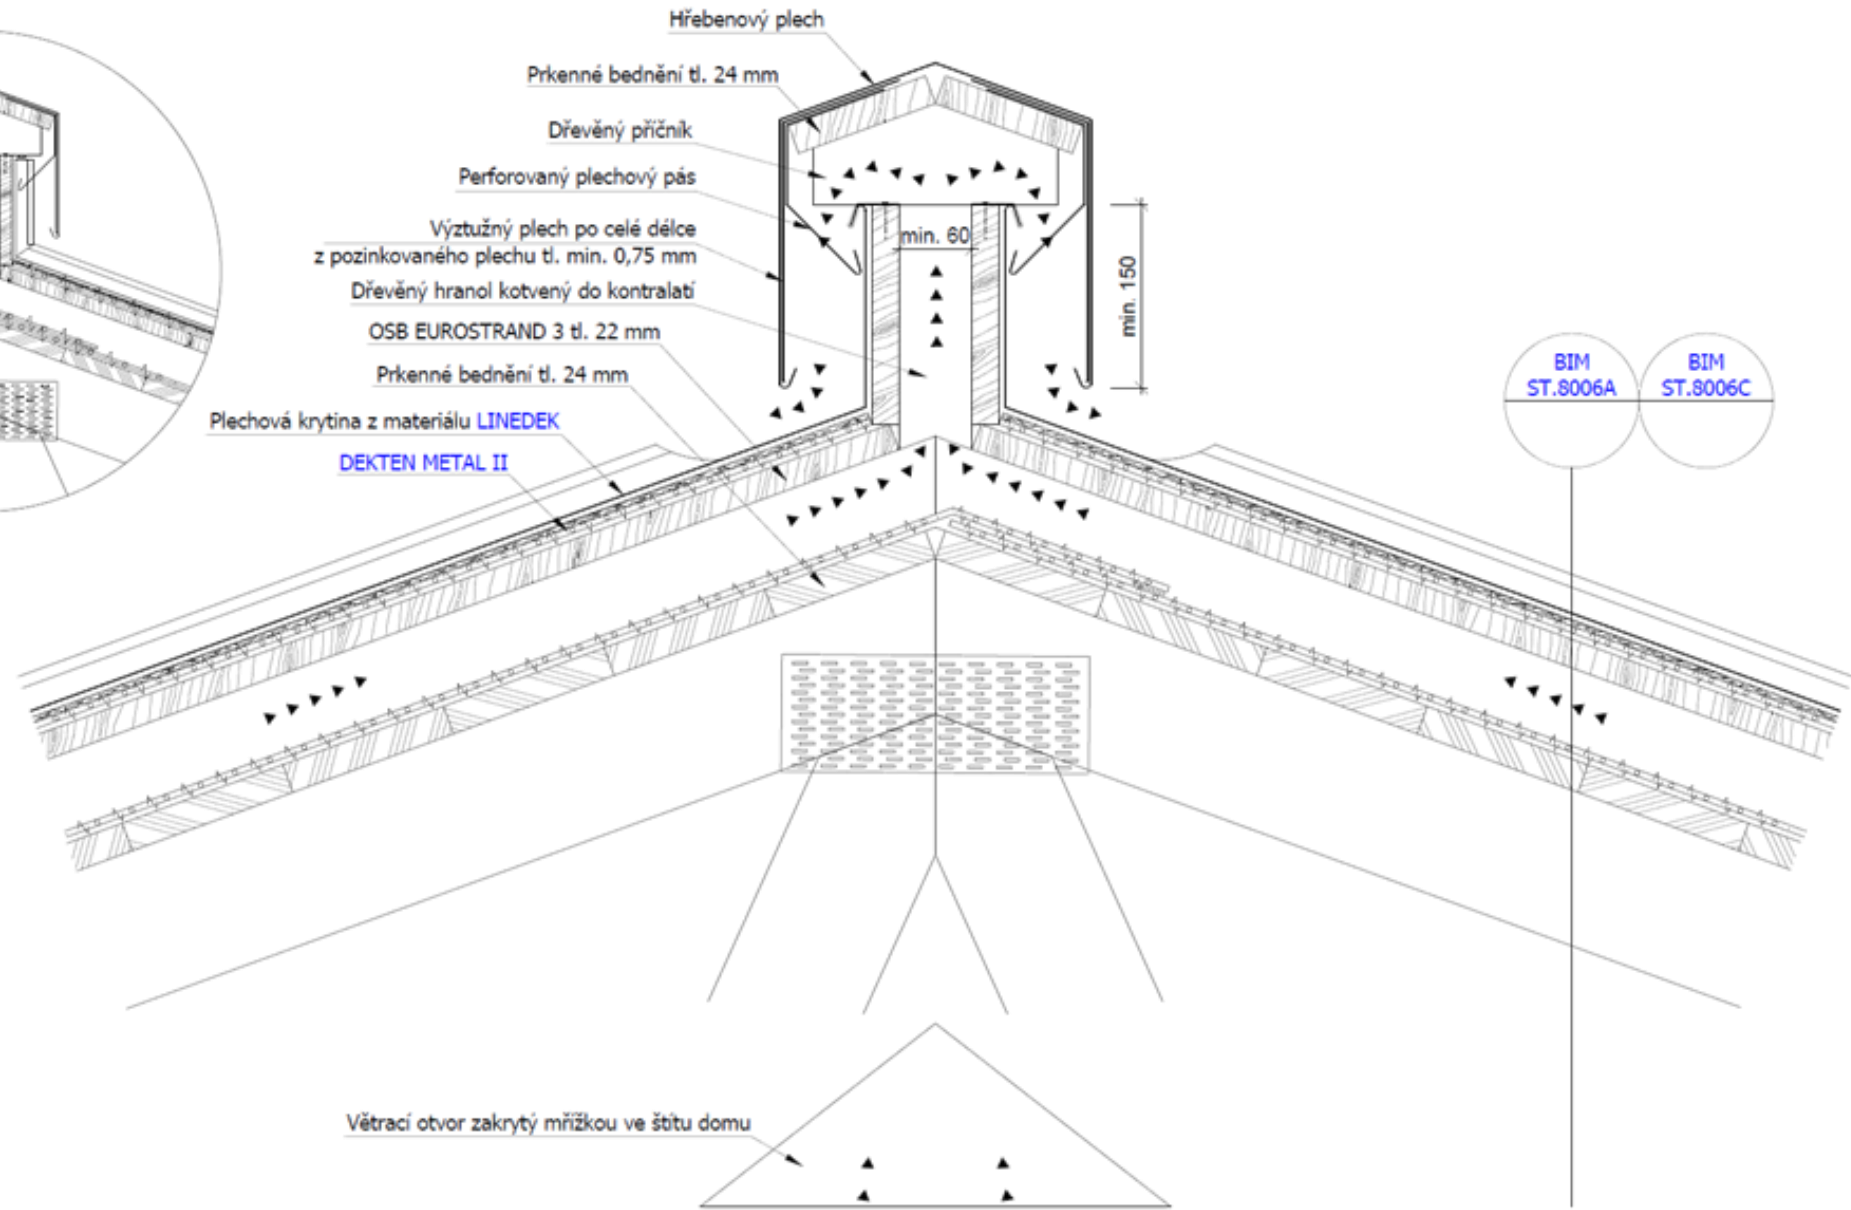 Hřebenový plech
Prkenné bednění tl. 24 mm
Dřevěný příčník
Perforovaný plechový pás
Výztužný plech po celé délce
z pozinkovaného plechu tl. min. 0,75 mm
Dřevěný hranol kotvený do kontralatí
OSB EUROSTRAND 3 tl. 22 mm
Prkenné bednění tl. 24 mm
Plechová krytina z materiálu LINEDEK
DEKTEN METAL II
min. 60
min. 150
BIM
ST.8006A
BIM
ST.8006C
Větrací otvor zakrytý mřížkou ve štítu domu